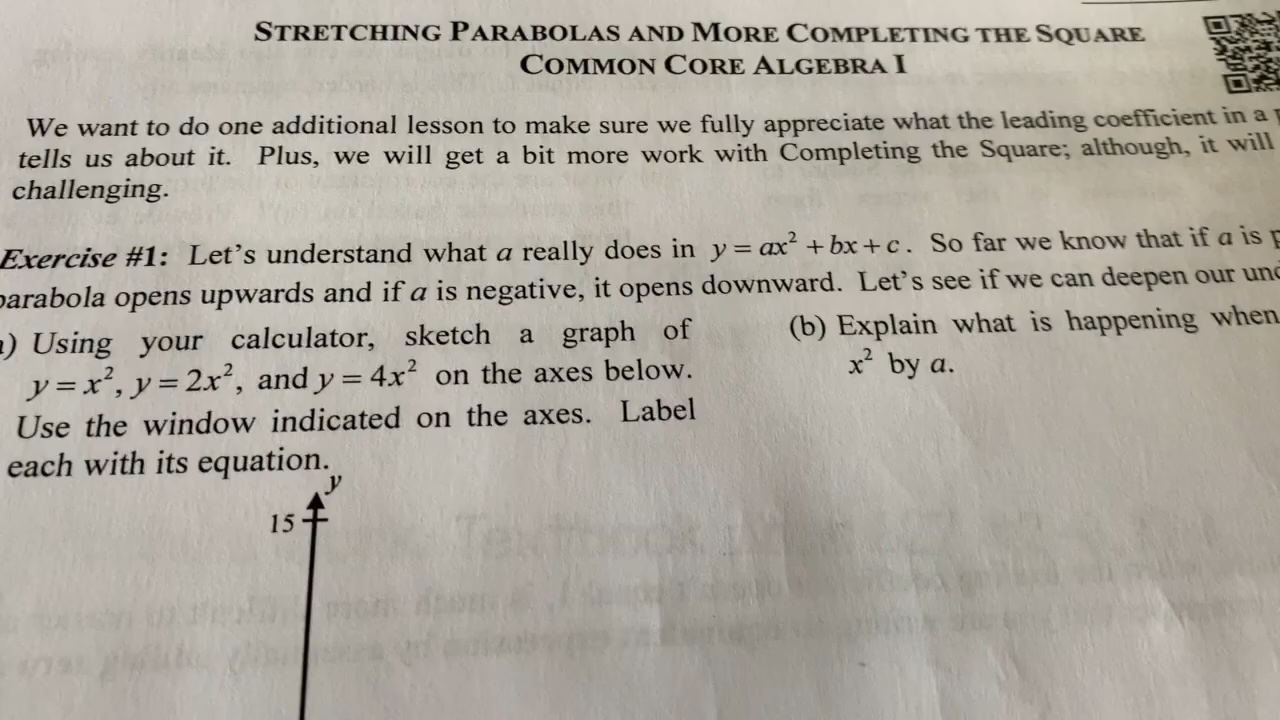 STRETCHING PARABOLAS AND MORE COMPLETING THE SQUARE
COMMON CORE ALGEBRA I
We want to do one additional lesson to make sure we fully appreciate what the leading coefficient in a
tells us about it. Plus, we will get a bit more work with Completing the Square; although, it will
challenging.
Exercise #1: Let's understand what a really does in y = ax² + bx + c. So far we know that if a is
parabola opens upwards and if a is negative, it opens downward. Let's see if we can deepen our
) Using your calculator, sketch a graph of
y = x², y = 2x², and y = 4x² on the axes below.
Use the window indicated on the axes. Label
each with its equation.
(b) Explain what is happening when
x² by a.
y
15